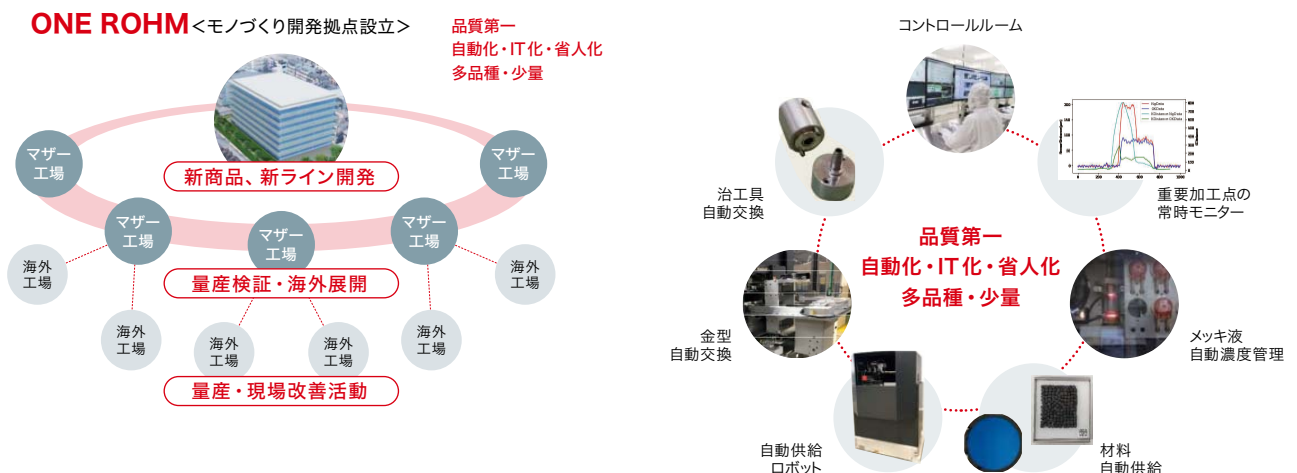 ONE ROHM<モノづくり開発拠点設立>
品質第一
自動化・IT化・省人化
多品種・少量
マザー
工場
マザー
工場
新商品、新ライン開発
マザー
工場
マザー
工場
マザー
工場
海外
工場
海外
工場
量産検証・海外展開
海外
工場
海外
工場
海外
工場
海外
工場
量産・現場改善活動
コントロールルーム
治工具
自動交換
重要加工点の
常時モニター
品質第一
自動化・IT化・省人化
多品種・少量
金型
自動交換
メッキ液
自動濃度管理
自動供給
ロボット
材料
自動供給